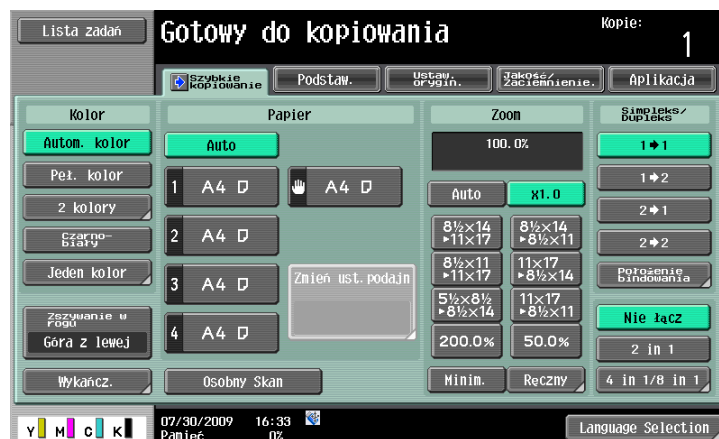 Lista zadań
Gotowy do kopiowania
Kopie:
1
Szybkie
kopiowanie
Podstaw.
Ustaw.
orygin.
Jakość/
zaciemnienie.
Aplikacja
Kolor
Autom. kolor
Peł. kolor
2 kolory
Czarno-
biały
Jeden kolor
Zszywanie w
rogu
Góra z lewej
Wykańcz.
Papier
Auto
1 A4
A4
2 A4
3 A4
4 A4
Zmień ust.podajn
Osobny Skan
Zoom
100.0%
Auto
x1.0
8½×14
▸11×17
8½×14
▸8½×11
8½×11
▸11×17
11×17
▸8½×14
5½×8½
▸8½×14
11×17
▸8½×11
200.0%
50.0%
Minim.
Ręczny
Simpleks/
Dupleks
1➔1
1➔2
2➔1
2➔2
Położenie
bindowania
Nie łącz
2 in 1
4 in 1/8 in 1
Y M C K
07/30/2009 16:33
Pamięć 0%
Language Selection